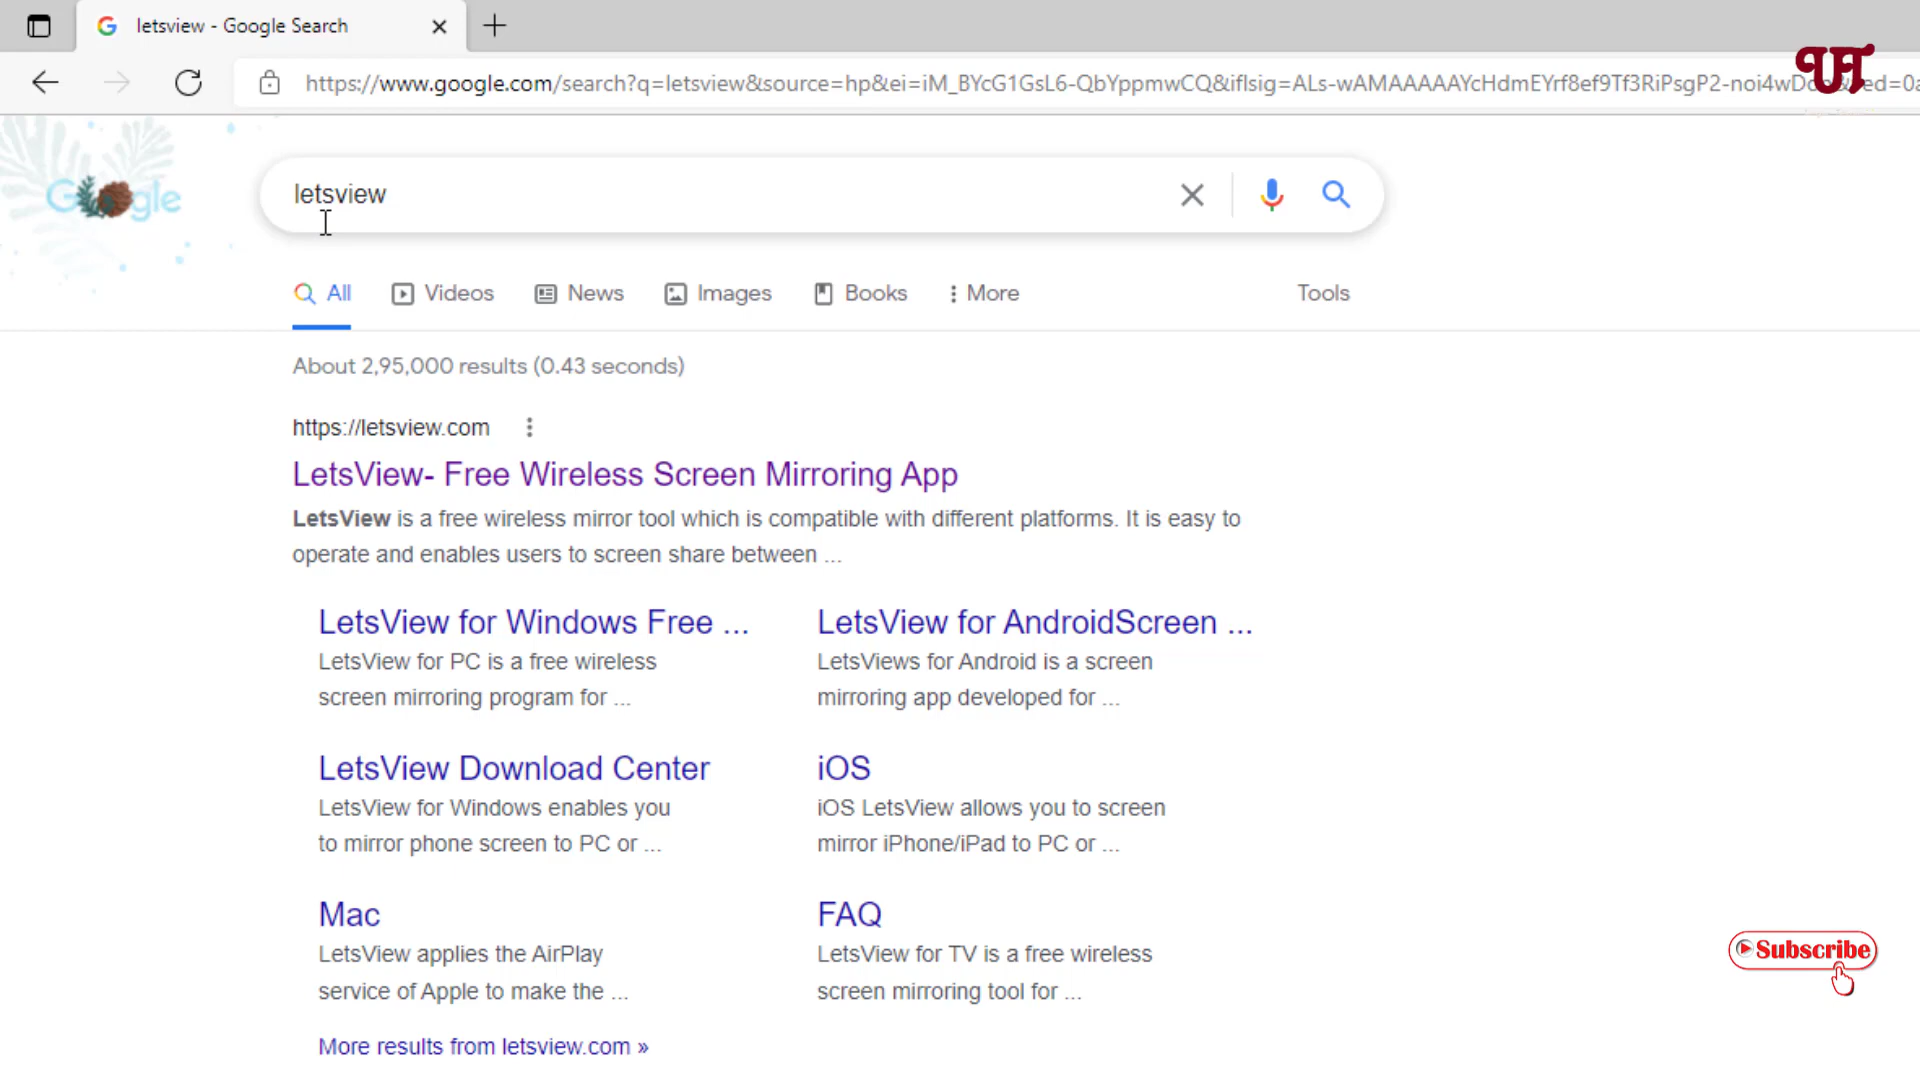 letsview - Google Search
https://www.google.com/search?q=letsview&source=hp&ei=iM_BYcG1GsL6-QbYppmwCQ&iflsig=ALs-wAMAAAAAYcHdmEYrf8ef9Tf3RiPsgP2-noi4wDo
Google
letsview
All Videos News Images Books More Tools
About 2,95,000 results (0.43 seconds)
https://letsview.com
LetsView- Free Wireless Screen Mirroring App
LetsView is a free wireless mirror tool which is compatible with different platforms. It is easy to
operate and enables users to screen share between ...
LetsView for Windows Free ...
LetsView for PC is a free wireless
screen mirroring program for ...
LetsView for AndroidScreen ...
LetsViews for Android is a screen
mirroring app developed for ...
LetsView Download Center
LetsView for Windows enables you
to mirror phone screen to PC or ...
iOS
iOS LetsView allows you to screen
mirror iPhone/iPad to PC or ...
Mac
LetsView applies the AirPlay
service of Apple to make the ...
FAQ
LetsView for TV is a free wireless
screen mirroring tool for ...
More results from letsview.com »
Subscribe